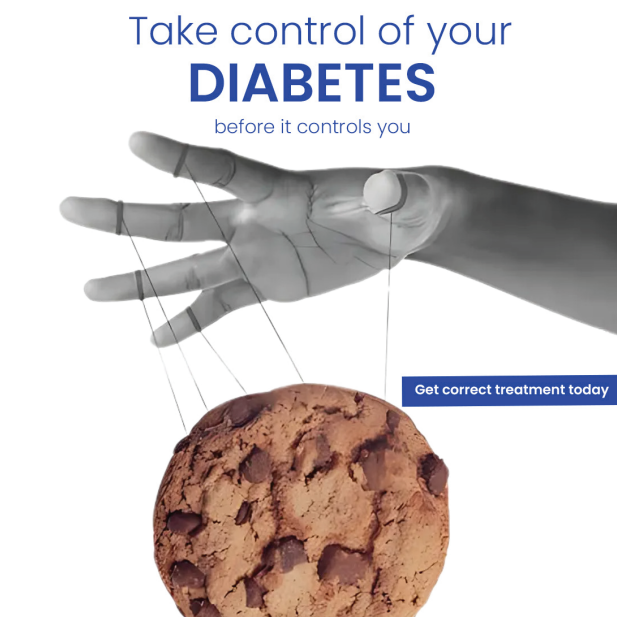 Take control of your
DIABETES
before it controls you
Get correct treatment today